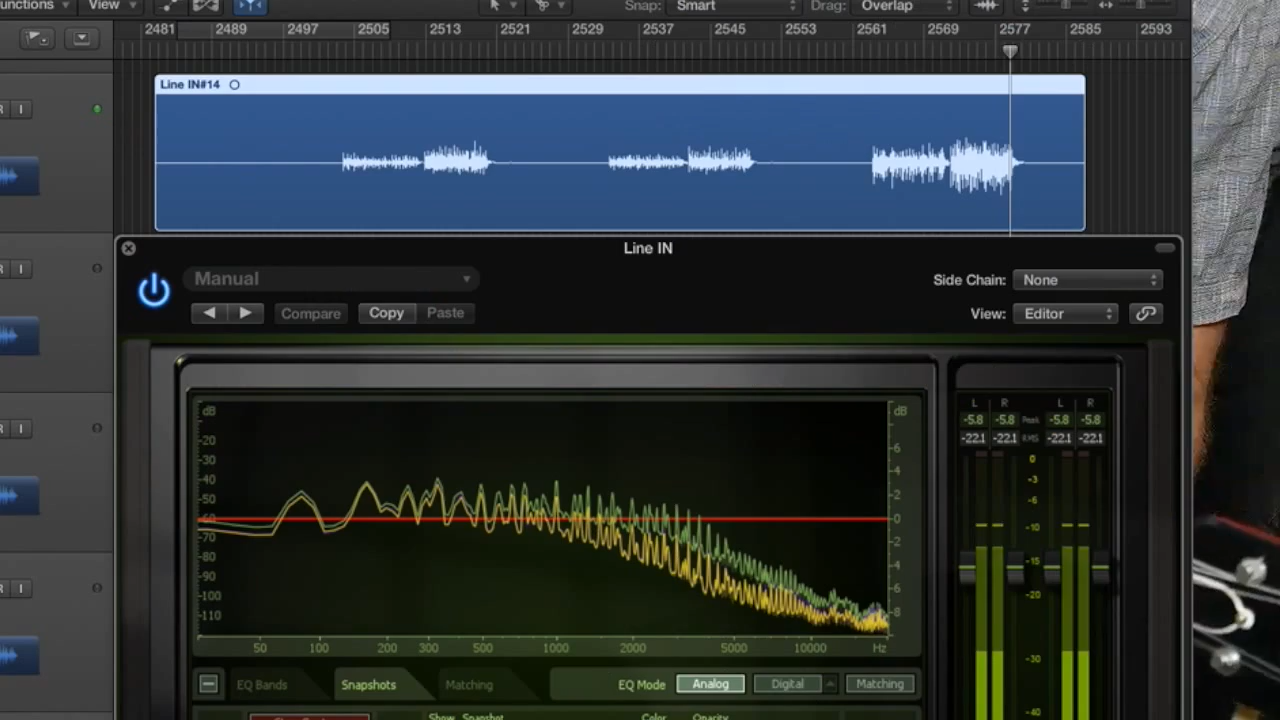 unctions View Snap: Smart Drag: Overlap
2481 2489 2497 2505 2513 2521 2529 2537 2545 2553 2561 2569 2577 2585 2593
Line IN#14
R I
R I
R I
R I
Line IN
Manual Side Chain: None
Compare Copy Paste View: Editor
dB dB
-20
-30
-40
-50
-60
-70
-80
-90
-100
-110
6
4
2
0
-2
-4
-6
-8
50 100 200 300 500 1000 2000 5000 10000 Hz
L R L R
-5.8 -5.8 Peak -5.8 -5.8
-22.1 -22.1 RMS -22.1 -22.1
0
-3
-6
-10
-15
-20
-30
-40
EQ Bands Snapshots Matching EQ Mode Analog Digital Matching
Show Snapshot Color Opacity